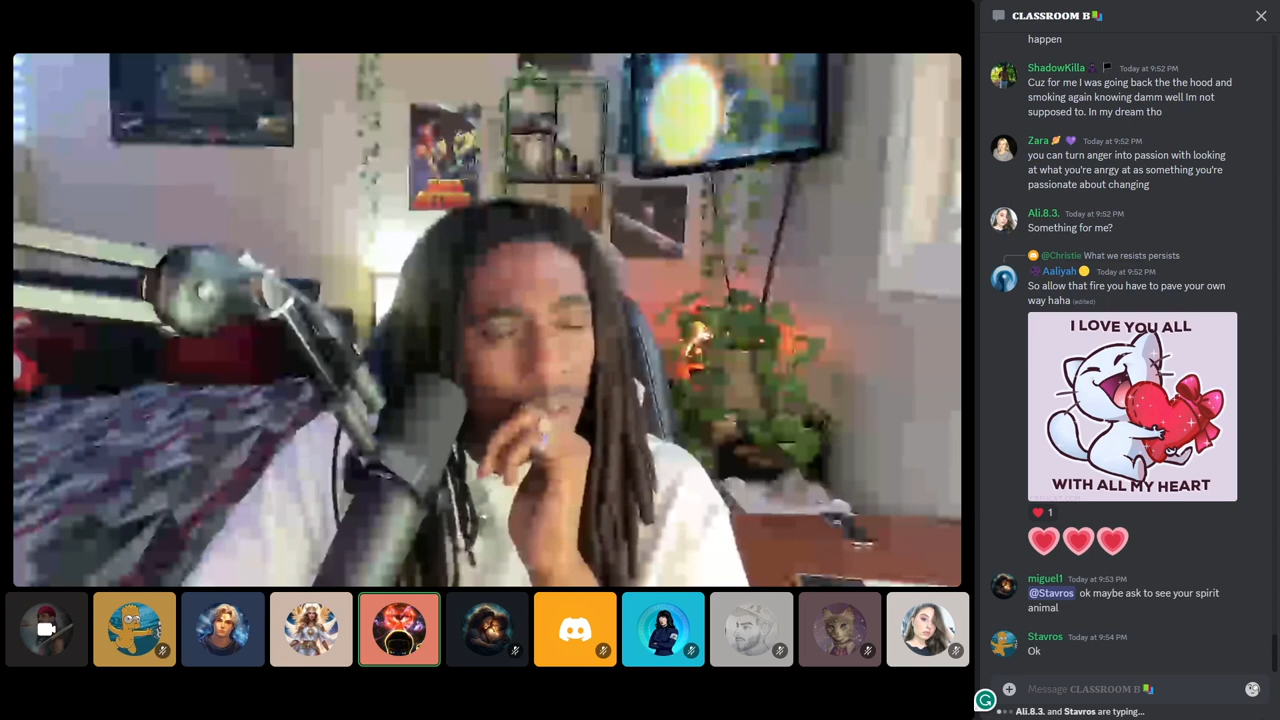 CLASSROOM B
happen
ShadowKilla Today at 9:52 PM
Cuz for me I was going back the the hood and
smoking again knowing damm well Im not
supposed to. In my dream tho
Zara Today at 9:52 PM
you can turn anger into passion with looking
at what you're anrgy at as something you're
passionate about changing
Ali.8.3. Today at 9:52 PM
Something for me?
@Christie What we resists persists
Aaliyah Today at 9:52 PM
So allow that fire you have to pave your own
way haha (edited)
I LOVE YOU ALL
WITH ALL MY HEART
1
miguel1 Today at 9:53 PM
@Stavros ok maybe ask to see your spirit
animal
Stavros Today at 9:54 PM
Ok
Message CLASSROOM B
Ali.8.3. and Stavros are typing...